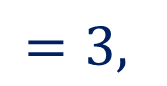 = 3,